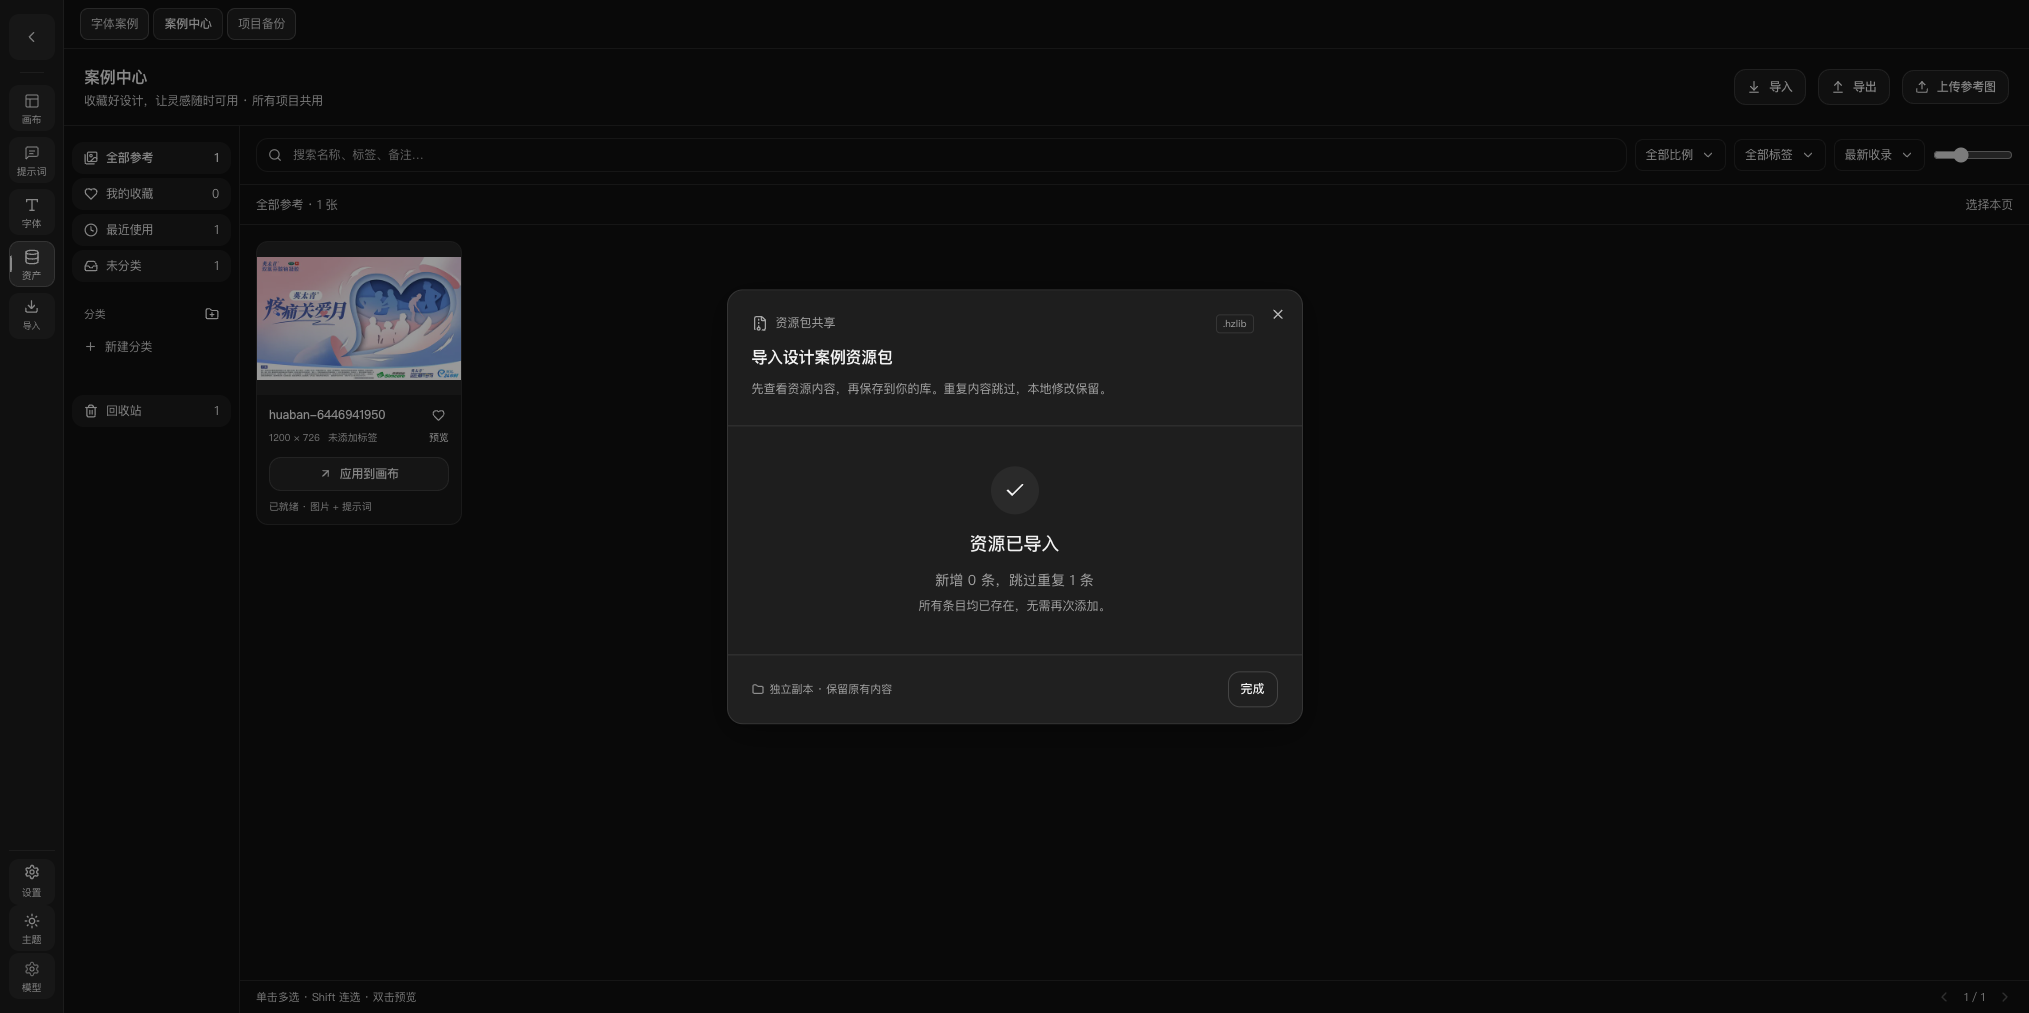 字体案例
案例中心
项目备份
案例中心
收藏好设计，让灵感随时可用 · 所有项目共用
导入
导出
上传参考图
画布
提示词
字体
资产
导入
设置
主题
模型
全部参考 1
我的收藏 0
最近使用 1
未分类 1
分类
新建分类
回收站 1
搜索名称、标签、备注...
全部比例
全部标签
最新收录
全部参考 · 1 张
选择本页
英太青
疼痛关爱月
huaban-6446941950
1200 × 726 未添加标签
预览
应用到画布
已就绪 · 图片 + 提示词
资源包共享
.hzlib
导入设计案例资源包
先查看资源内容，再保存到你的库。重复内容跳过，本地修改保留。
资源已导入
新增 0 条，跳过重复 1 条
所有条目均已存在，无需再次添加。
独立副本 · 保留原有内容
完成
单击多选 · Shift 连选 · 双击预览
1 / 1